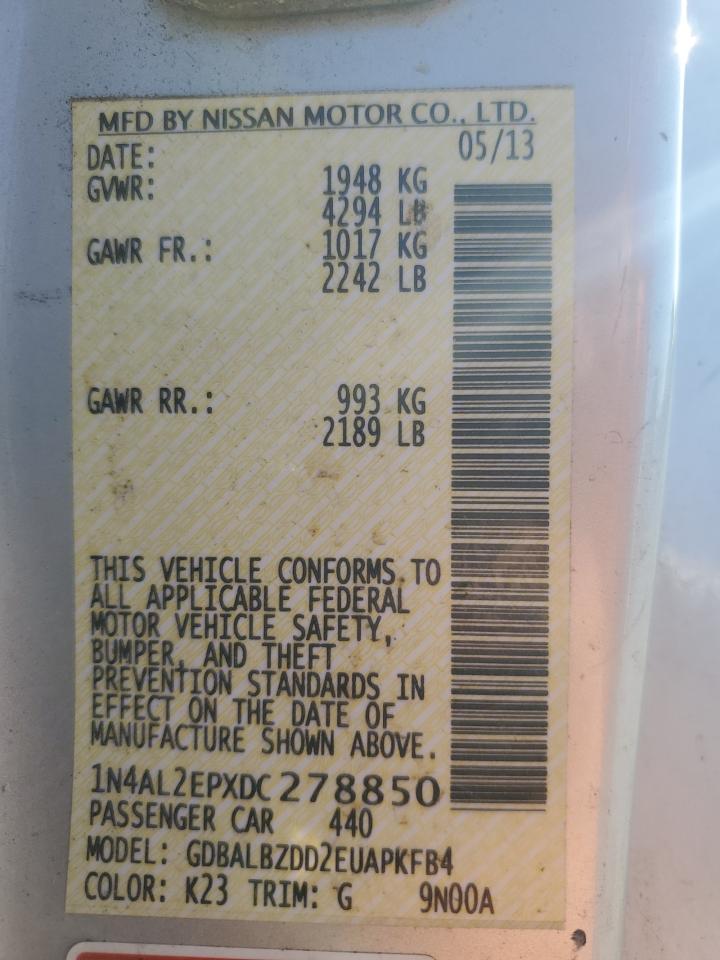 MFD BY NISSAN MOTOR CO., LTD.
DATE: 05/13
GVWR: 1948 KG
4294 LB
GAWR FR.: 1017 KG
2242 LB
GAWR RR.: 993 KG
2189 LB
THIS VEHICLE CONFORMS TO
ALL APPLICABLE FEDERAL
MOTOR VEHICLE SAFETY,
BUMPER, AND THEFT
PREVENTION STANDARDS IN
EFFECT ON THE DATE OF
MANUFACTURE SHOWN ABOVE.
1N4AL2EPXDC278850
PASSENGER CAR 440
MODEL: GDBALBZDD2EUAPKFB4
COLOR: K23 TRIM: G 9N00A